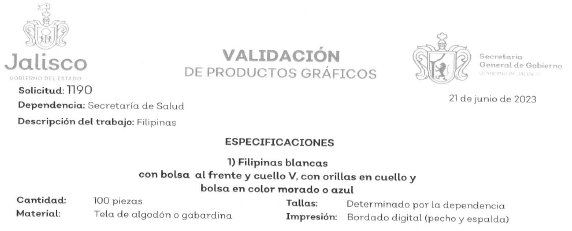 Jalisco
GOBIERNO DEL ESTADO
VALIDACIÓN
DE PRODUCTOS GRÁFICOS
Secretaría
General de Gobierno
Solicitud: 1190
21 de junio de 2023
Dependencia: Secretaría de Salud
Descripción del trabajo: Filipinas
ESPECIFICACIONES
1) Filipinas blancas
con bolsa al frente y cuello V, con orillas en cuello y
bolsa en color morado o azul
Cantidad: 100 piezas
Tallas: Determinado por la dependencia
Material: Tela de algodón o gabardina
Impresión: Bordado digital (pecho y espalda)